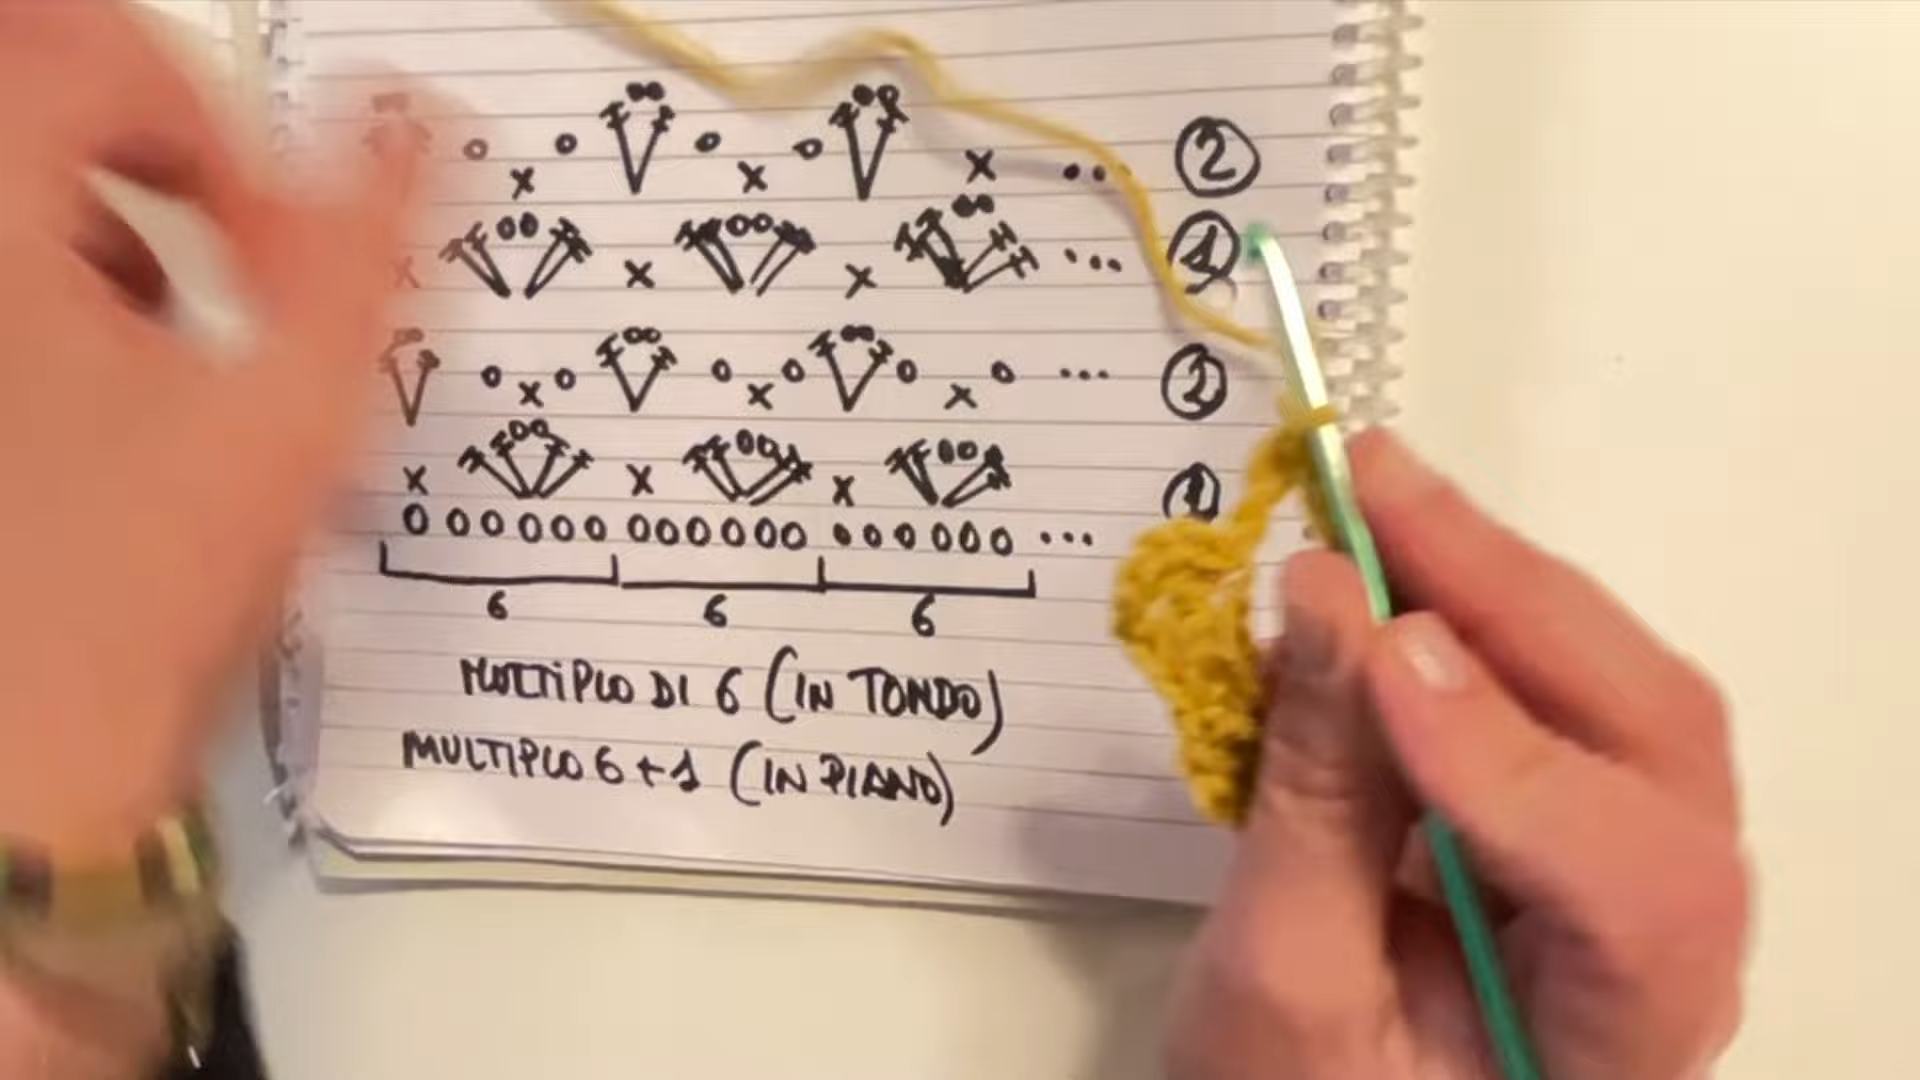 2
1
2
1
6 6 6
MULTIPLO DI 6 (IN TONDO)
MULTIPLO 6 + 1 (IN PIANO)